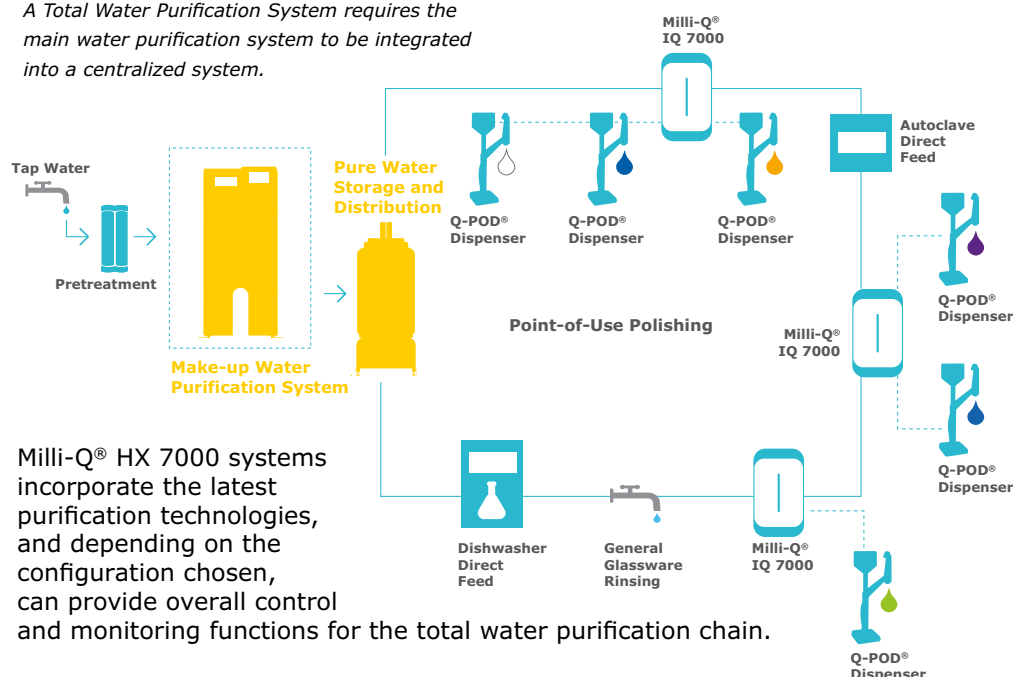 A Total Water Purification System requires the
main water purification system to be integrated
into a centralized system.
Milli-Q®
IQ 7000
Autoclave
Direct
Feed
Tap Water
Pure Water
Storage and
Distribution
Q-POD®
Dispenser
Q-POD®
Dispenser
Q-POD®
Dispenser
Pretreatment
Q-POD®
Dispenser
Point-of-Use Polishing
Milli-Q®
IQ 7000
Make-up Water
Purification System
Q-POD®
Dispenser
Milli-Q® HX 7000 systems
incorporate the latest
purification technologies,
and depending on the
configuration chosen,
can provide overall control
and monitoring functions for the total water purification chain.
Dishwasher
Direct
Feed
General
Glassware
Rinsing
Milli-Q®
IQ 7000
Q-POD®
Dispenser